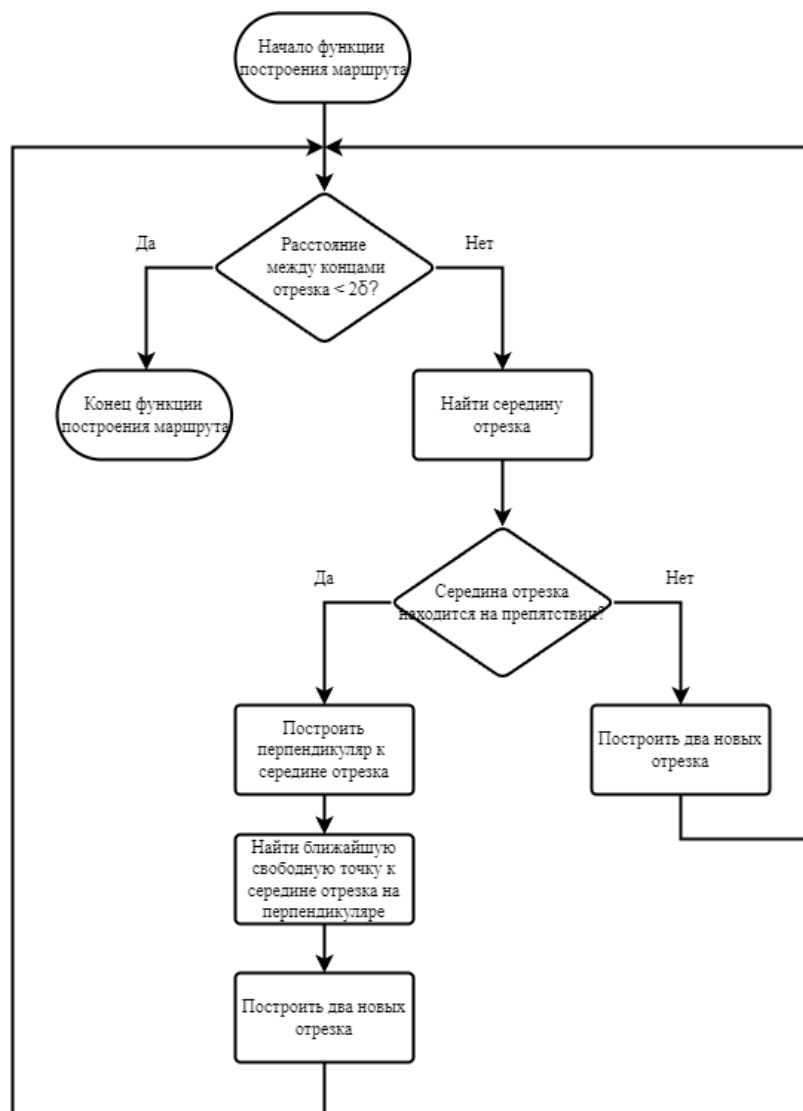 Начало функции
построения маршрута
Да
Расстояние
между концами
отрезка < 2δ?
Нет
Конец функции
построения маршрута
Найти середину
отрезка
Да
Середина отрезка
находится на препятствии?
Нет
Построить
перпендикуляр к
середине отрезка
Построить два новых
отрезка
Найти ближайшую
свободную точку к
середине отрезка на
перпендикуляре
Построить два новых
отрезка